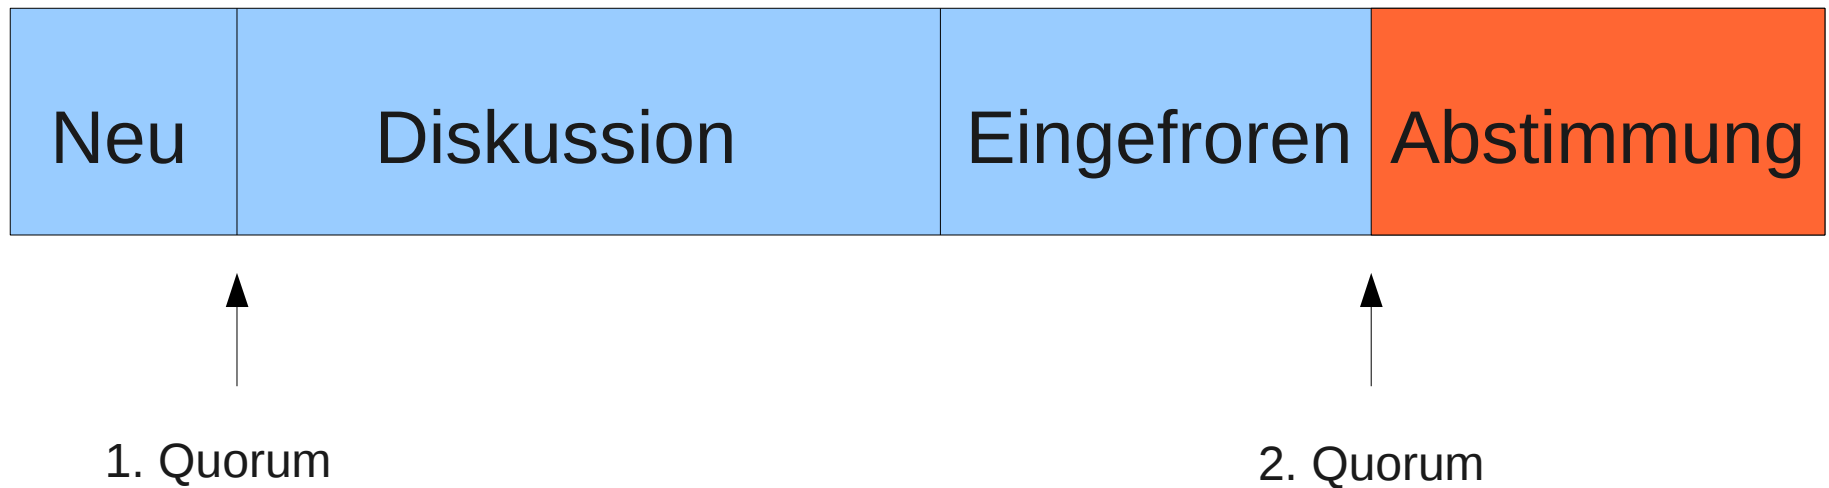 Neu Diskussion Eingefroren Abstimmung
1. Quorum 2. Quorum